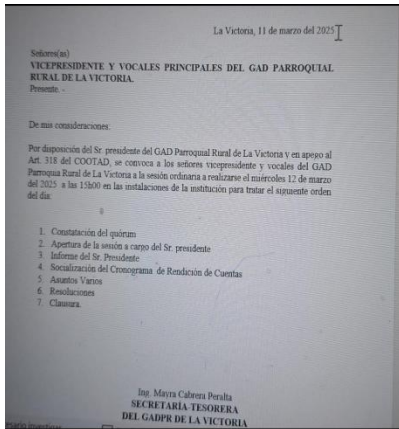 La Victoria, 11 de marzo del 2025
Señores(as)
VICEPRESIDENTE Y VOCALES PRINCIPALES DEL GAD PARROQUIAL
RURAL DE LA VICTORIA.
Presente. -
De mis consideraciones:
Por disposición del Sr. presidente del GAD Parroquial Rural de La Victoria y en apego al
Art. 318 del COOTAD, se convoca a los señores vicepresidente y vocales del GAD
Parroquia Rural de La Victoria a la sesión ordinaria a realizarse el miércoles 12 de marzo
del 2025 a las 15h00 en las instalaciones de la institución para tratar el siguiente orden
del día:
1. Constatación del quórum
2. Apertura de la sesión a cargo del Sr. presidente
3. Informe del Sr. Presidente
4. Socialización del Cronograma de Rendición de Cuentas
5. Asuntos Varios
6. Resoluciones
7. Clausura.
Ing. Mayra Cabrera Peralta
SECRETARIA-TESORERA
DEL GADPR DE LA VICTORIA